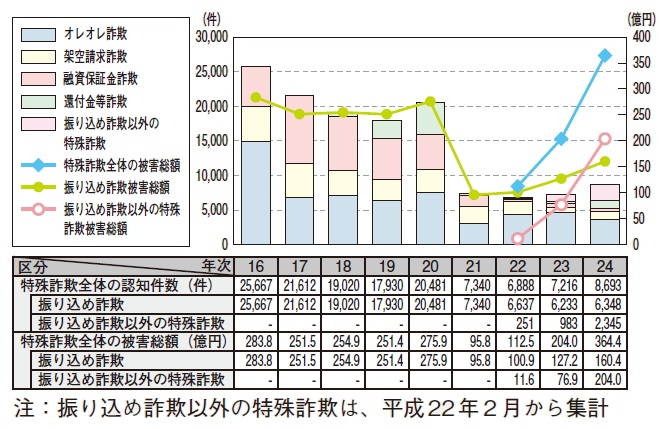 オレオレ詐欺
架空請求詐欺
融資保証金詐欺
還付金等詐欺
振り込め詐欺以外の
特殊詐欺
特殊詐欺全体の被害総額
振り込め詐欺被害総額
振り込め詐欺以外の特殊
詐欺被害総額
(件)
30,000
25,000
20,000
15,000
10,000
5,000
0
(億円)
400
350
300
250
200
150
100
50
0
区分 年次 16 17 18 19 20 21 22 23 24
特殊詐欺全体の認知件数(件) 25,667 21,612 19,020 17,930 20,481 7,340 6,888 7,216 8,693
振り込め詐欺 25,667 21,612 19,020 17,930 20,481 7,340 6,637 6,233 6,348
振り込め詐欺以外の特殊詐欺 - - - - - - 251 983 2,345
特殊詐欺全体の被害総額(億円) 283.8 251.5 254.9 251.4 275.9 95.8 112.5 204.0 364.4
振り込め詐欺 283.8 251.5 254.9 251.4 275.9 95.8 100.9 127.2 160.4
振り込め詐欺以外の特殊詐欺 - - - - - - 11.6 76.9 204.0
注:振り込め詐欺以外の特殊詐欺は、平成22年2月から集計